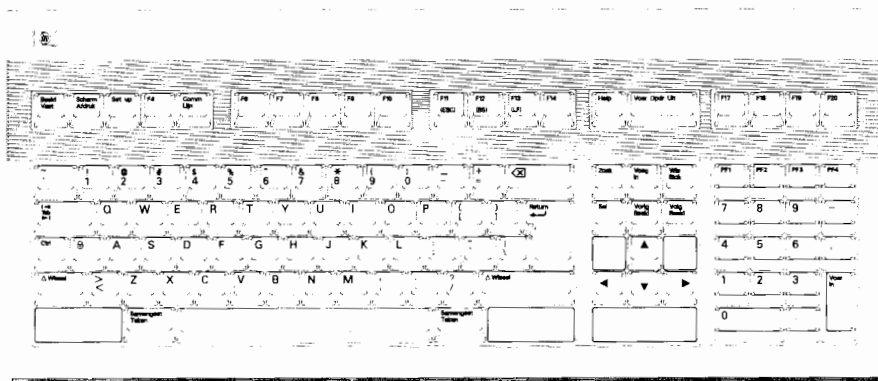 Beeld Vast Scherm Afdruk Set up F4 Comm Lijn F6 F7 F8 F9 F10 F11 (ESC) F12 (BS) F13 (LF) F14 Help Voer Opdr Uit F17 F18 F19 F20
~ ! 1 @ 2 # 3 $ 4 % 5 ^ 6 & 7 * 8 ( 9 ) 0 — + = Zoek Voeg In Wis Blok PF1 PF2 PF3 PF4
Tab Q W E R T Y U I O P { } Return Sel Vorig Beeld Volg Beeld 7 8 9 -
Ctrl A S D F G H J K L ▲ 4 5 6
△ Wissel > < Z X C V B N M ? / △ Wissel ◀ ▼ ▶ 1 2 3 Voer In
Samengest Teken Samengest Teken 0